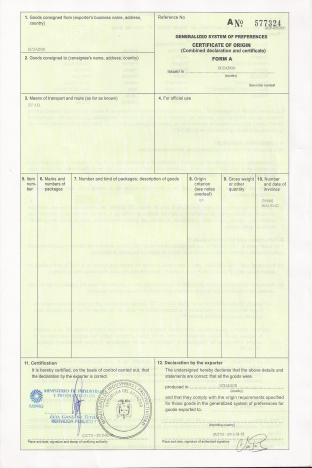 1. Goods consigned from (exporter's business name, address, country)
ECUADOR
Reference No
A Nº 577324
GENERALIZED SYSTEM OF PREFERENCES
CERTIFICATE OF ORIGIN
(Combined declaration and certificate)
FORM A
Issued in ECUADOR
(country)
See notes overleaf
2. Goods consigned to (consignee's name, address, country)
3. Means of transport and route (as far as known)
4. For official use
5. Item number
6. Marks and numbers of packages
7. Number and kind of packages; description of goods
8. Origin criterion (see notes overleaf)
9. Gross weight or other quantity
10. Number and date of invoices
11. Certification
It is hereby certified, on the basis of control carried out, that
the declaration by the exporter is correct.
MINISTERIO DE INDUSTRIAS
Y PRODUCTIVIDAD
Place and date, signature and stamp of certifying authority
12. Declaration by the exporter
The undersigned hereby declares that the above details and
statements are correct; that all the goods were
produced in ECUADOR
(country)
and that they comply with the origin requirements specified
for those goods in the generalized system of preferences for
goods exported to
(importing country)
Place and date, signature of authorized signatory